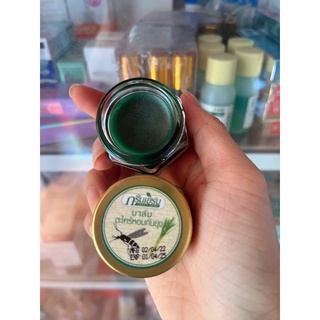 กรีนเฮิร์บ
บาล์ม
ตะไคร้หอมกันยุง
MFG 02/04/22
EXP 01/04/25